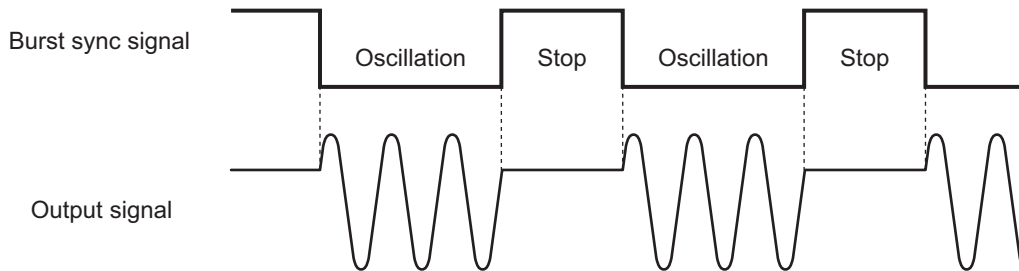 Burst sync signal
Oscillation
Stop
Oscillation
Stop
Output signal